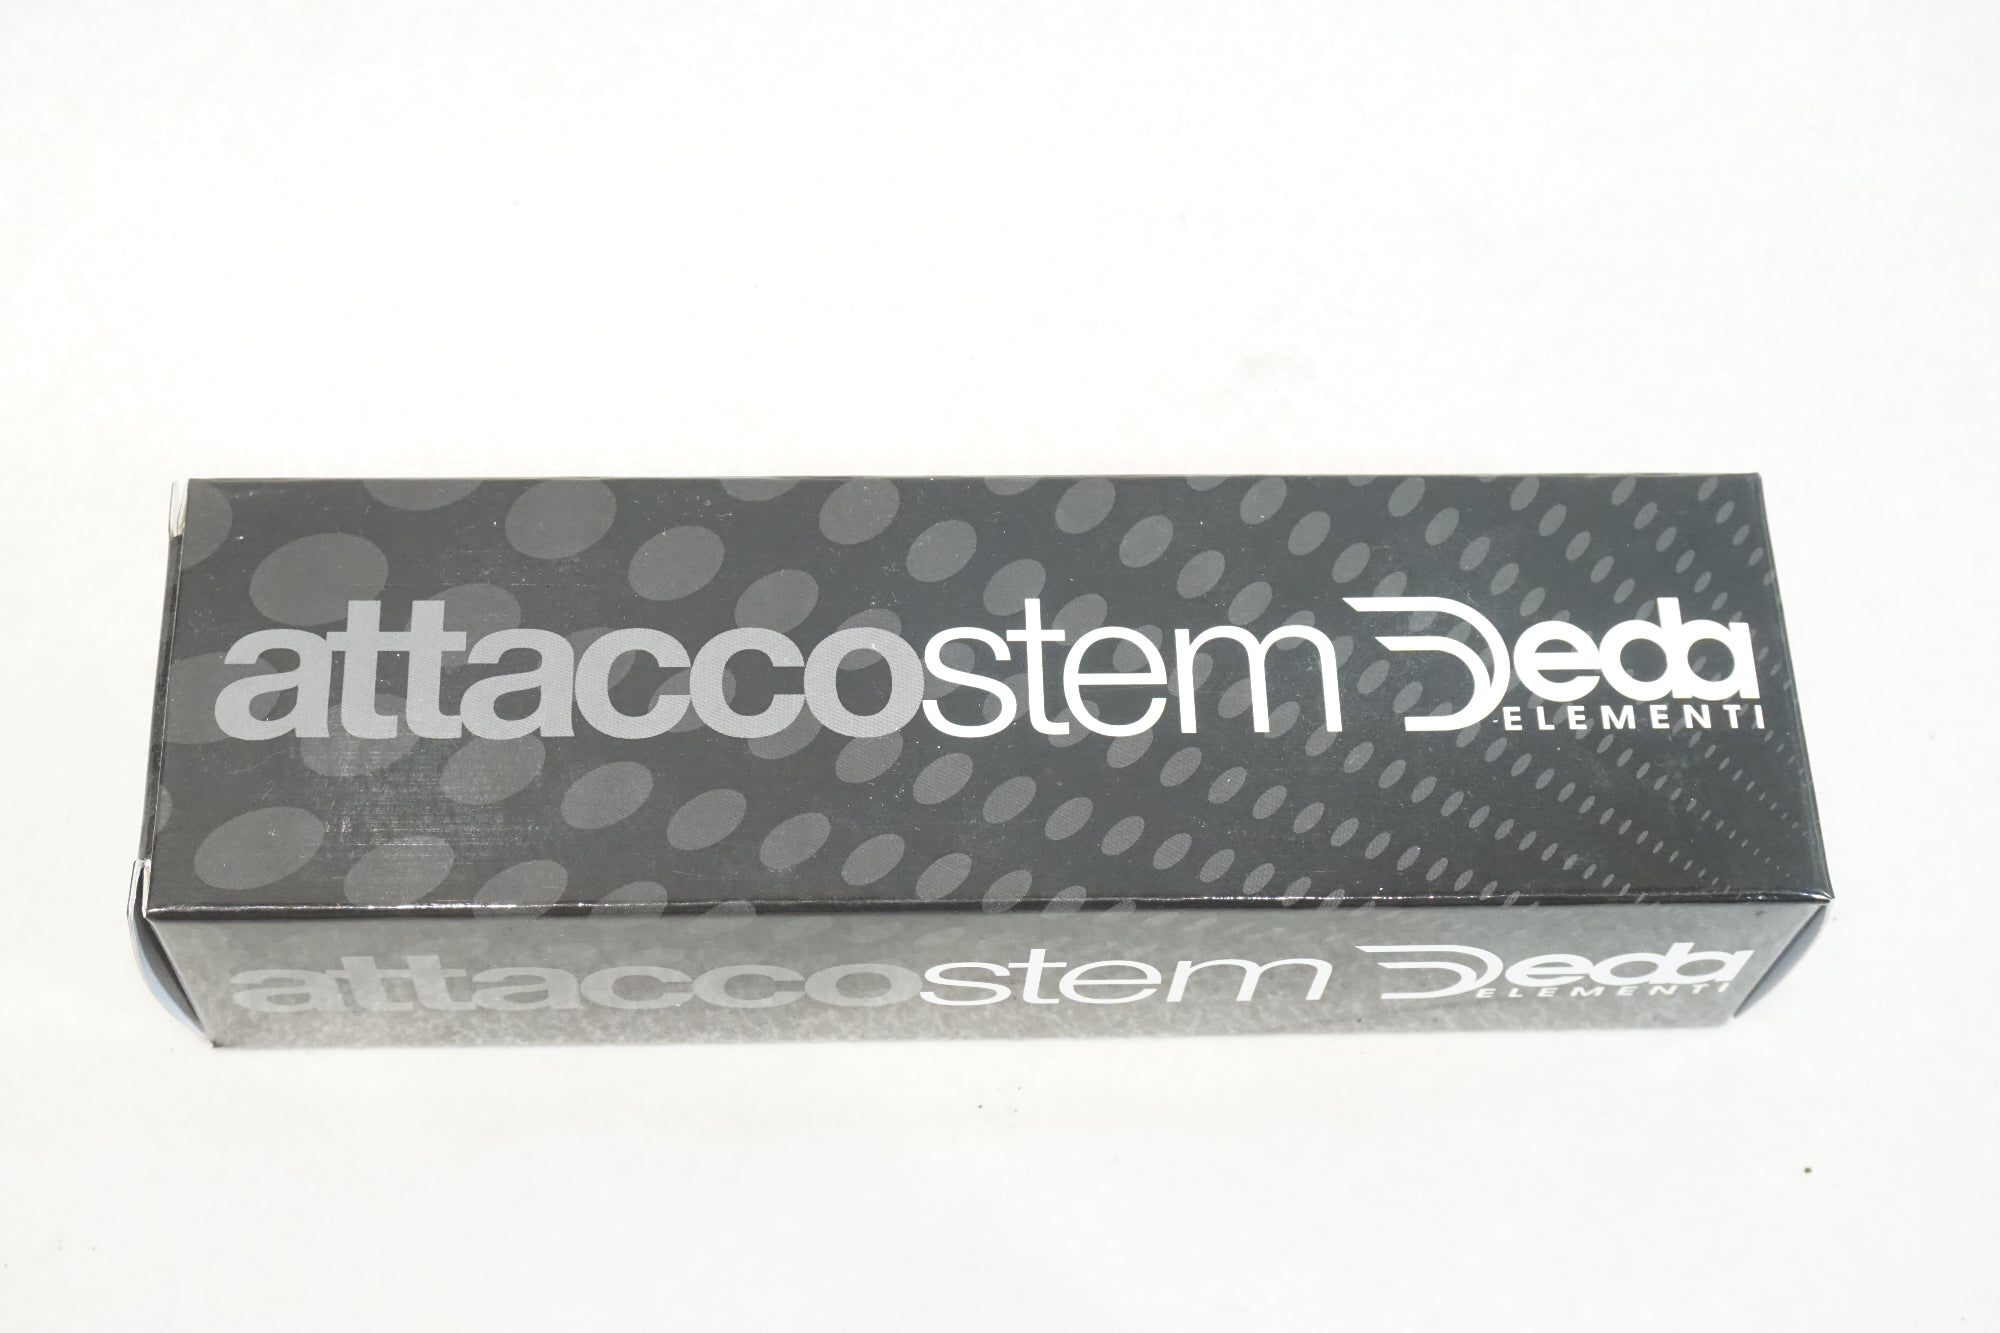 attaccostem Deda
ELEMENTI
attaccostem Deda
ELEMENTI